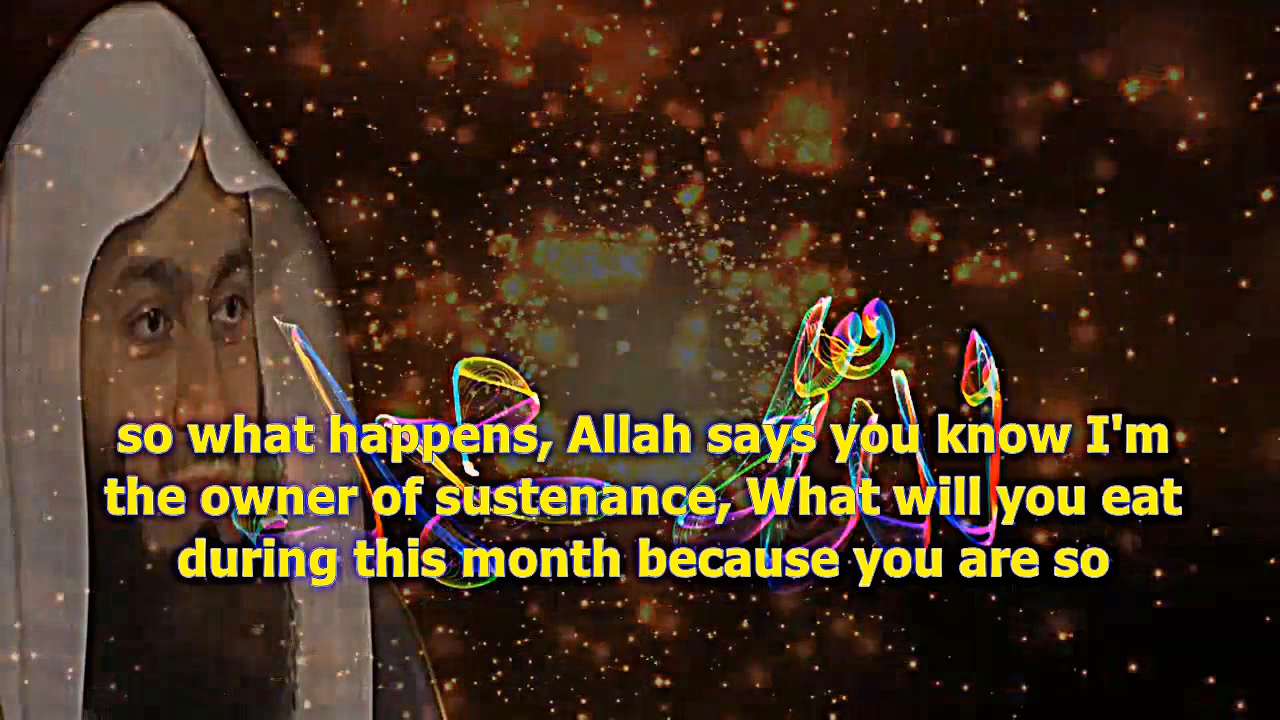 so what happens, Allah says you know I'm
the owner of sustenance, What will you eat
during this month because you are so